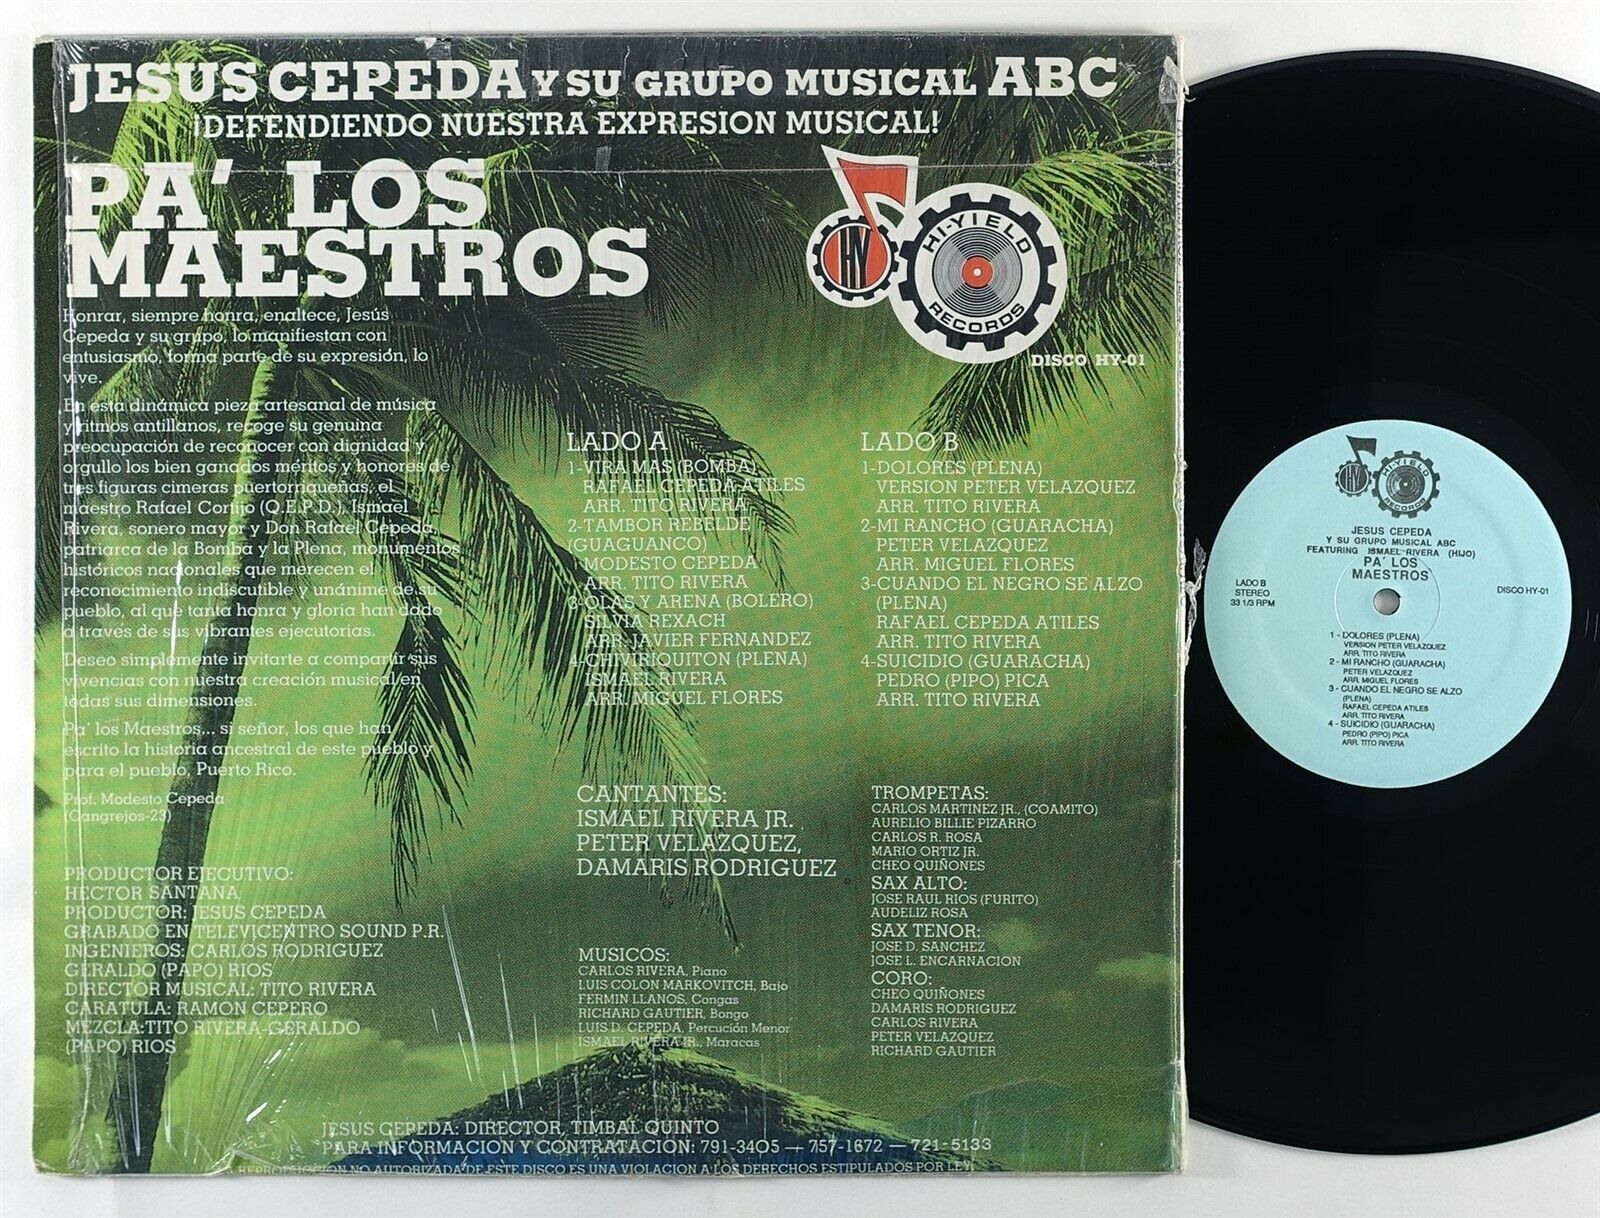 JESUS CEPEDA Y SU GRUPO MUSICAL ABC
¡DEFENDIENDO NUESTRA EXPRESION MUSICAL!
PA' LOS
MAESTROS
HY
HI-YIELD
RECORDS
DISCO HY-01
Honrar, siempre honra, enaltece, Jesús
Cepeda y su grupo, lo manifiestan con
entusiasmo, forma parte de su expresión, lo
vive.
En esta dinámica pieza artesanal de música
y ritmos antillanos, recoge su genuina
preocupación de reconocer con dignidad y
orgullo los bien ganados méritos y honores de
tres figuras cimeras puertorriqueñas, el
maestro Rafael Cortijo (Q.E.P.D.), Ismael
Rivera, sonero mayor y Don Rafael Cepeda,
patriarca de la Bomba y la Plena, monumentos
históricos nacionales que merecen el
reconocimiento indiscutible y unánime de su
pueblo, al que tanta honra y gloria han dado
a través de sus vibrantes ejecutorias.
Deseo simplemente invitarte a compartir sus
vivencias con nuestra creación musical en
todas sus dimensiones.
Pa' los Maestros... si señor, los que han
escrito la historia ancestral de este pueblo y
para el pueblo, Puerto Rico.
Prof. Modesto Cepeda
(Cangrejos-23)
PRODUCTOR EJECUTIVO:
HECTOR SANTANA
PRODUCTOR: JESUS CEPEDA
GRABADO EN TELEVICENTRO SOUND P.R.
INGENIEROS: CARLOS RODRIGUEZ
GERALDO (PAPO) RIOS
DIRECTOR MUSICAL: TITO RIVERA
CARATULA: RAMON CEPERO
MEZCLA: TITO RIVERA-GERALDO
(PAPO) RIOS
LADO A
1-VIRA MAS (BOMBA)
RAFAEL CEPEDA ATILES
ARR. TITO RIVERA
2-TAMBOR REBELDE
(GUAGUANCO)
MODESTO CEPEDA
ARR. TITO RIVERA
3-OLAS Y ARENA (BOLERO)
SILVIA REXACH
ARR. JAVIER FERNANDEZ
4-CHIVIRIQUITON (PLENA)
ISMAEL RIVERA
ARR. MIGUEL FLORES
LADO B
1-DOLORES (PLENA)
VERSION PETER VELAZQUEZ
ARR. TITO RIVERA
2-MI RANCHO (GUARACHA)
PETER VELAZQUEZ
ARR. MIGUEL FLORES
3-CUANDO EL NEGRO SE ALZO
(PLENA)
RAFAEL CEPEDA ATILES
ARR. TITO RIVERA
4-SUICIDIO (GUARACHA)
PEDRO (PIPO) PICA
ARR. TITO RIVERA
CANTANTES:
ISMAEL RIVERA JR.
PETER VELAZQUEZ,
DAMARIS RODRIGUEZ
MUSICOS:
CARLOS RIVERA, Piano
LUIS COLON MARKOVITCH, Bajo
FERMIN LLANOS, Congas
RICHARD GAUTIER, Bongo
LUIS D. CEPEDA, Percución Menor
ISMAEL RIVERA JR., Maracas
TROMPETAS:
CARLOS MARTINEZ JR., (COAMITO)
AURELIO BILLIE PIZARRO
CARLOS R. ROSA
MARIO ORTIZ JR.
CHEO QUIÑONES
SAX ALTO:
JOSE RAUL RIOS (FURITO)
AUDELIZ ROSA
SAX TENOR:
JOSE D. SANCHEZ
JOSE L. ENCARNACION
CORO:
CHEO QUIÑONES
DAMARIS RODRIGUEZ
CARLOS RIVERA
PETER VELAZQUEZ
RICHARD GAUTIER
JESUS CEPEDA: DIRECTOR, TIMBAL QUINTO
PARA INFORMACION Y CONTRATACION: 791-3405 — 757-1672 — 721-5133
LA REPRODUCCION NO AUTORIZADA DE ESTE DISCO ES UNA VIOLACION A LOS DERECHOS ESTIPULADOS POR LEY.
HY
HI-YIELD
RECORDS
JESUS CEPEDA
Y SU GRUPO MUSICAL ABC
FEATURING ISMAEL RIVERA (HIJO)
PA' LOS
MAESTROS
LADO B
STEREO
33 1/3 RPM
DISCO HY-01
1 - DOLORES (PLENA)
VERSION PETER VELAZQUEZ
ARR. TITO RIVERA
2 - MI RANCHO (GUARACHA)
PETER VELAZQUEZ
ARR. MIGUEL FLORES
3 - CUANDO EL NEGRO SE ALZO
(PLENA)
RAFAEL CEPEDA ATILES
ARR. TITO RIVERA
4 - SUICIDIO (GUARACHA)
PEDRO (PIPO) PICA
ARR. TITO RIVERA